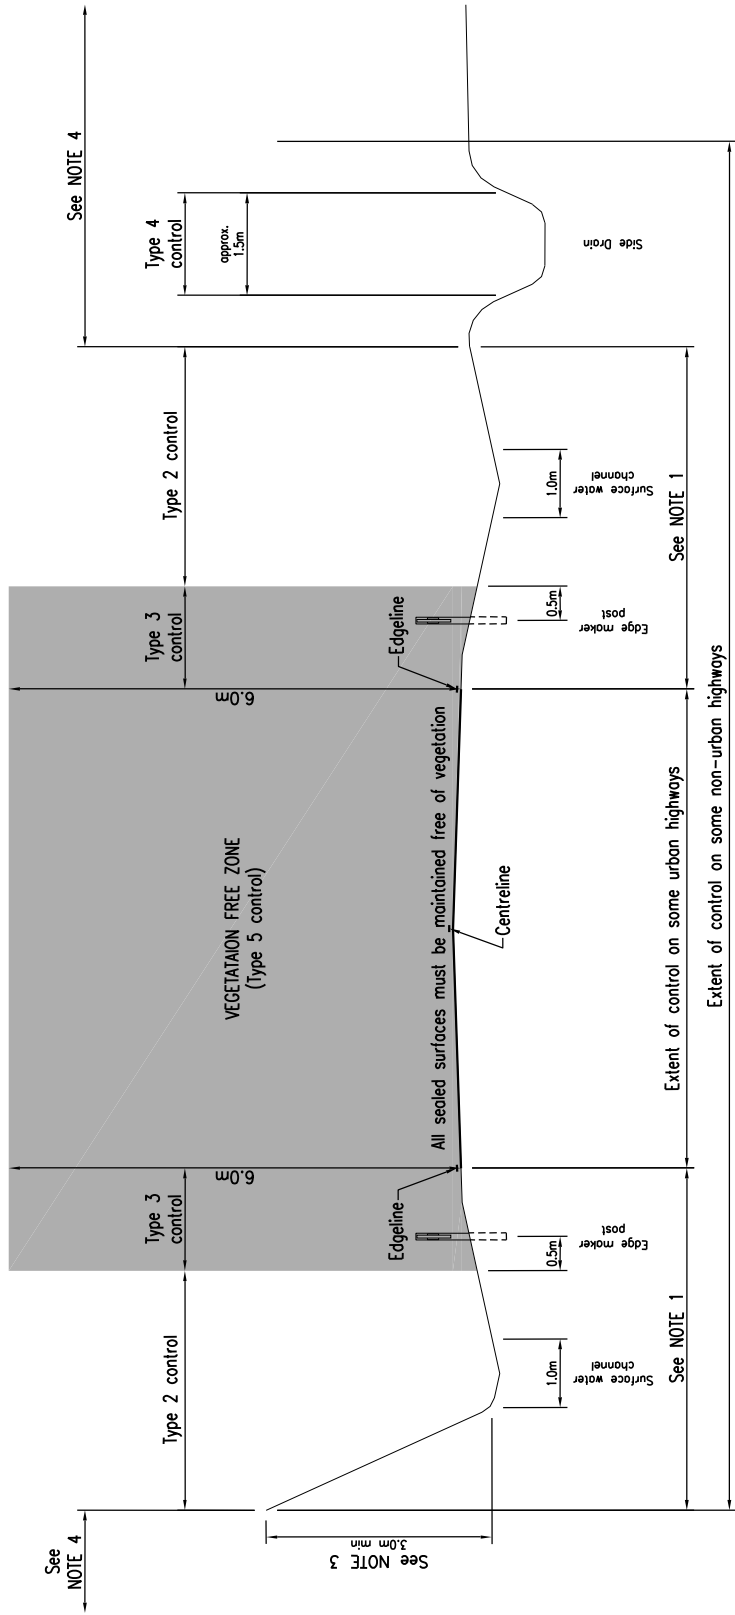 See
NOTE 4
See NOTE 4
Type 4
control
approx.
1.5m
Type 2 control
Type 3
control
Type 3
control
Type 2 control
6.0m
6.0m
VEGETATAION FREE ZONE
(Type 5 control)
Edgeline
Edgeline
All sealed surfaces must be maintained free of vegetation
Centreline
See NOTE 3
3.0m min
1.0m
Surface water
channel
0.5m
Edge maker
post
0.5m
Edge maker
post
1.0m
Surface water
channel
Side Drain
See NOTE 1
Extent of control on some urban highways
See NOTE 1
Extent of control on some non-urban highways